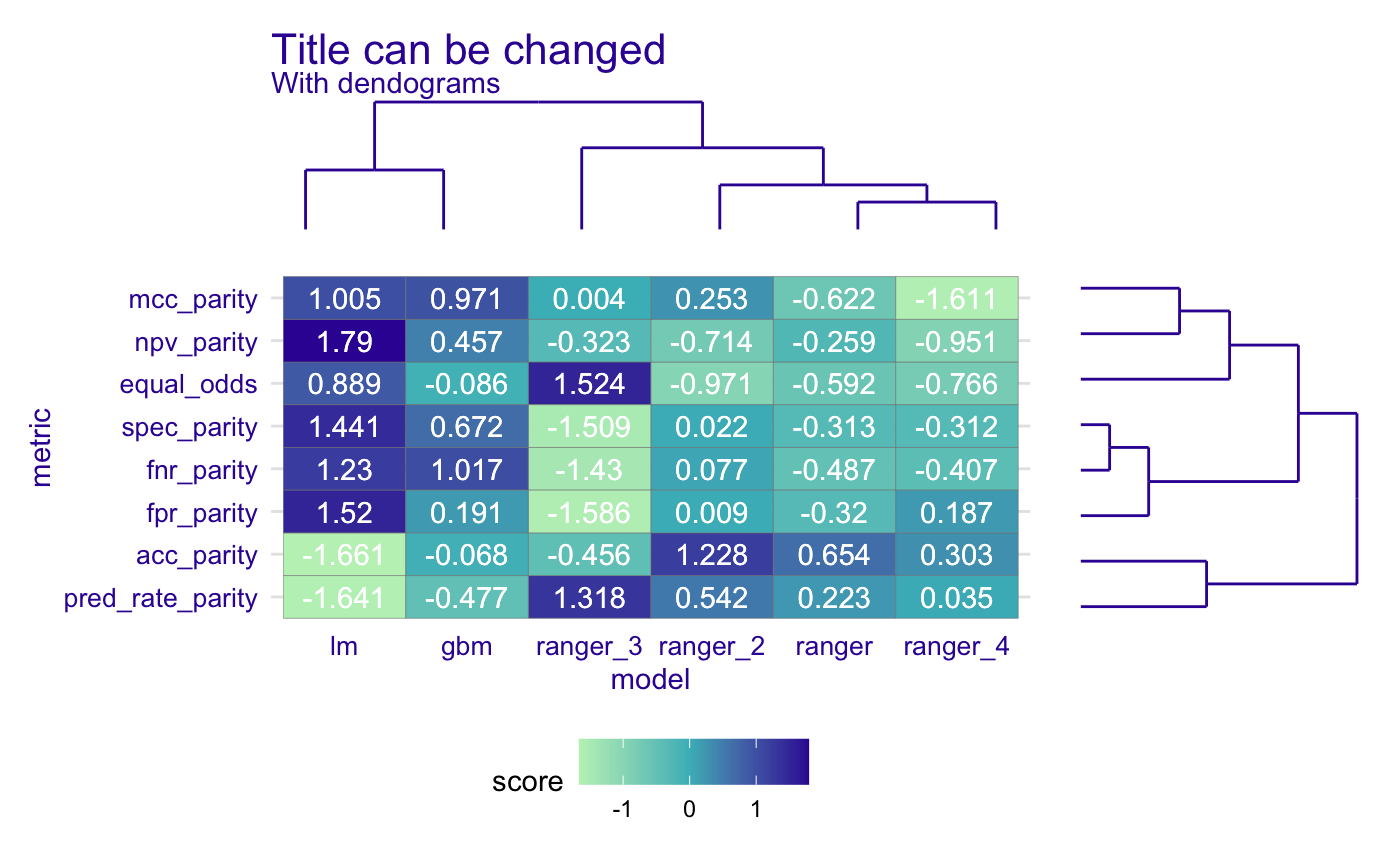 Title can be changed
With dendograms
mcc_parity 1.005 0.971 0.004 0.253 -0.622 -1.611
npv_parity 1.79 0.457 -0.323 -0.714 -0.259 -0.951
equal_odds 0.889 -0.086 1.524 -0.971 -0.592 -0.766
spec_parity 1.441 0.672 -1.509 0.022 -0.313 -0.312
fnr_parity 1.23 1.017 -1.43 0.077 -0.487 -0.407
fpr_parity 1.52 0.191 -1.586 0.009 -0.32 0.187
acc_parity -1.661 -0.068 -0.456 1.228 0.654 0.303
pred_rate_parity -1.641 -0.477 1.318 0.542 0.223 0.035
metric
lm gbm ranger_3 ranger_2 ranger ranger_4
model
score
-1 0 1